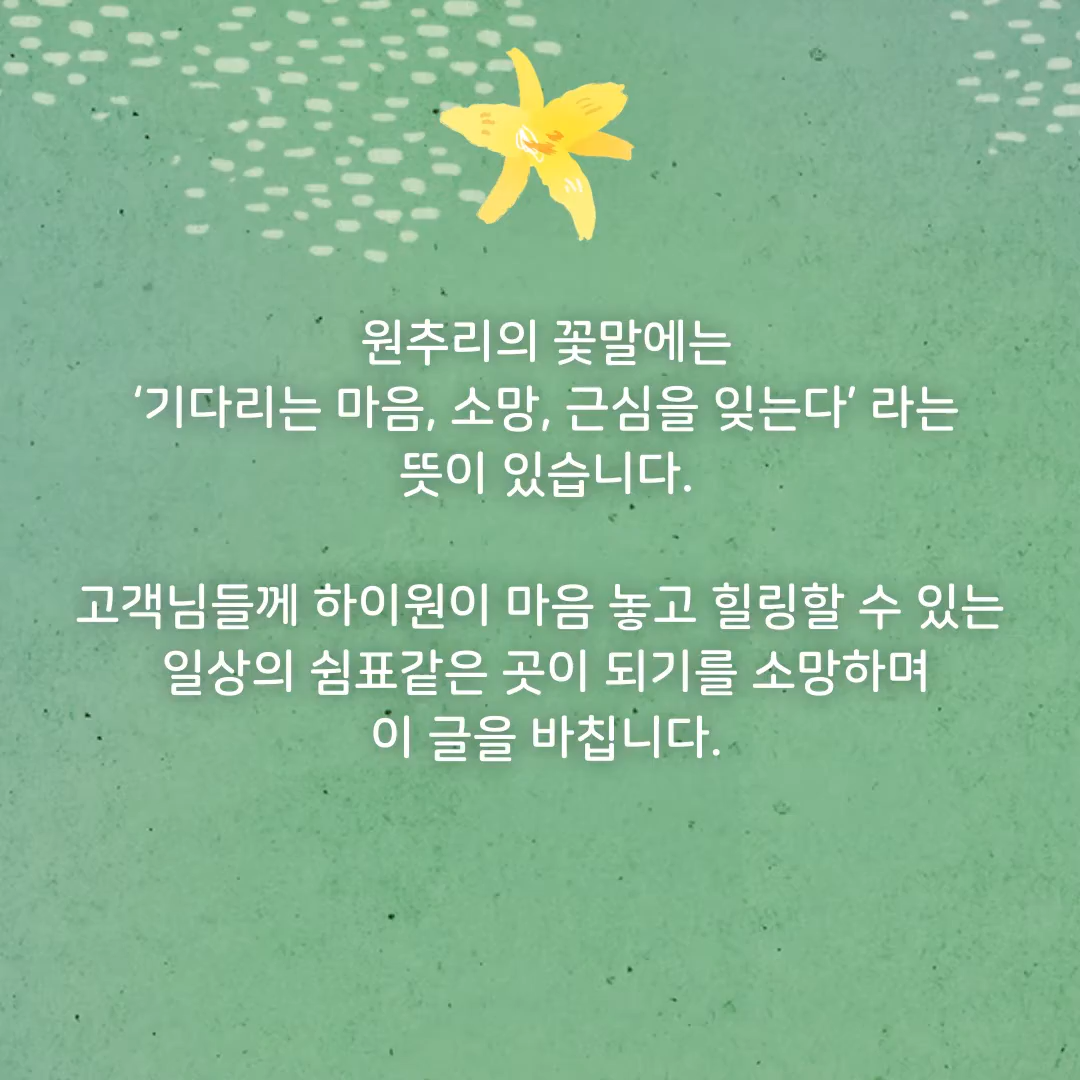 원추리의 꽃말에는
‘기다리는 마음, 소망, 근심을 잊는다’ 라는
뜻이 있습니다.
고객님들께 하이원이 마음 놓고 힐링할 수 있는
일상의 쉼표같은 곳이 되기를 소망하며
이 글을 바칩니다.